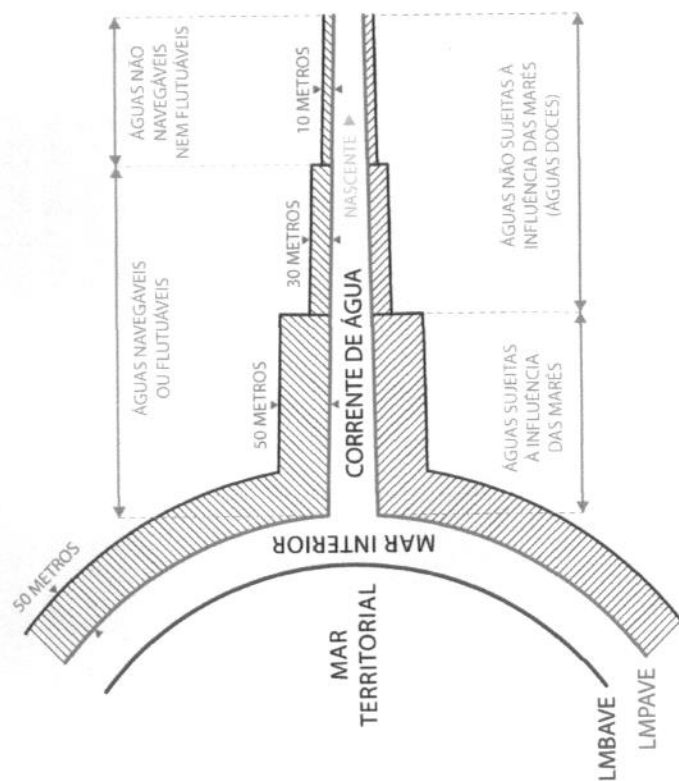 ÁGUAS NAVEGÁVEIS
OU FLUTUÁVEIS
ÁGUAS NÃO
NAVEGÁVEIS
NEM FLUTUÁVEIS
50 METROS
50 METROS
30 METROS
10 METROS
MAR
TERRITORIAL
MAR INTERIOR
CORRENTE DE ÁGUA
NASCENTE
LMBAVE
LMPAVE
ÁGUAS SUJEITAS
À INFLUÊNCIA
DAS MARÉS
ÁGUAS NÃO SUJEITAS À
INFLUÊNCIA DAS MARÉS
(ÁGUAS DOCES)